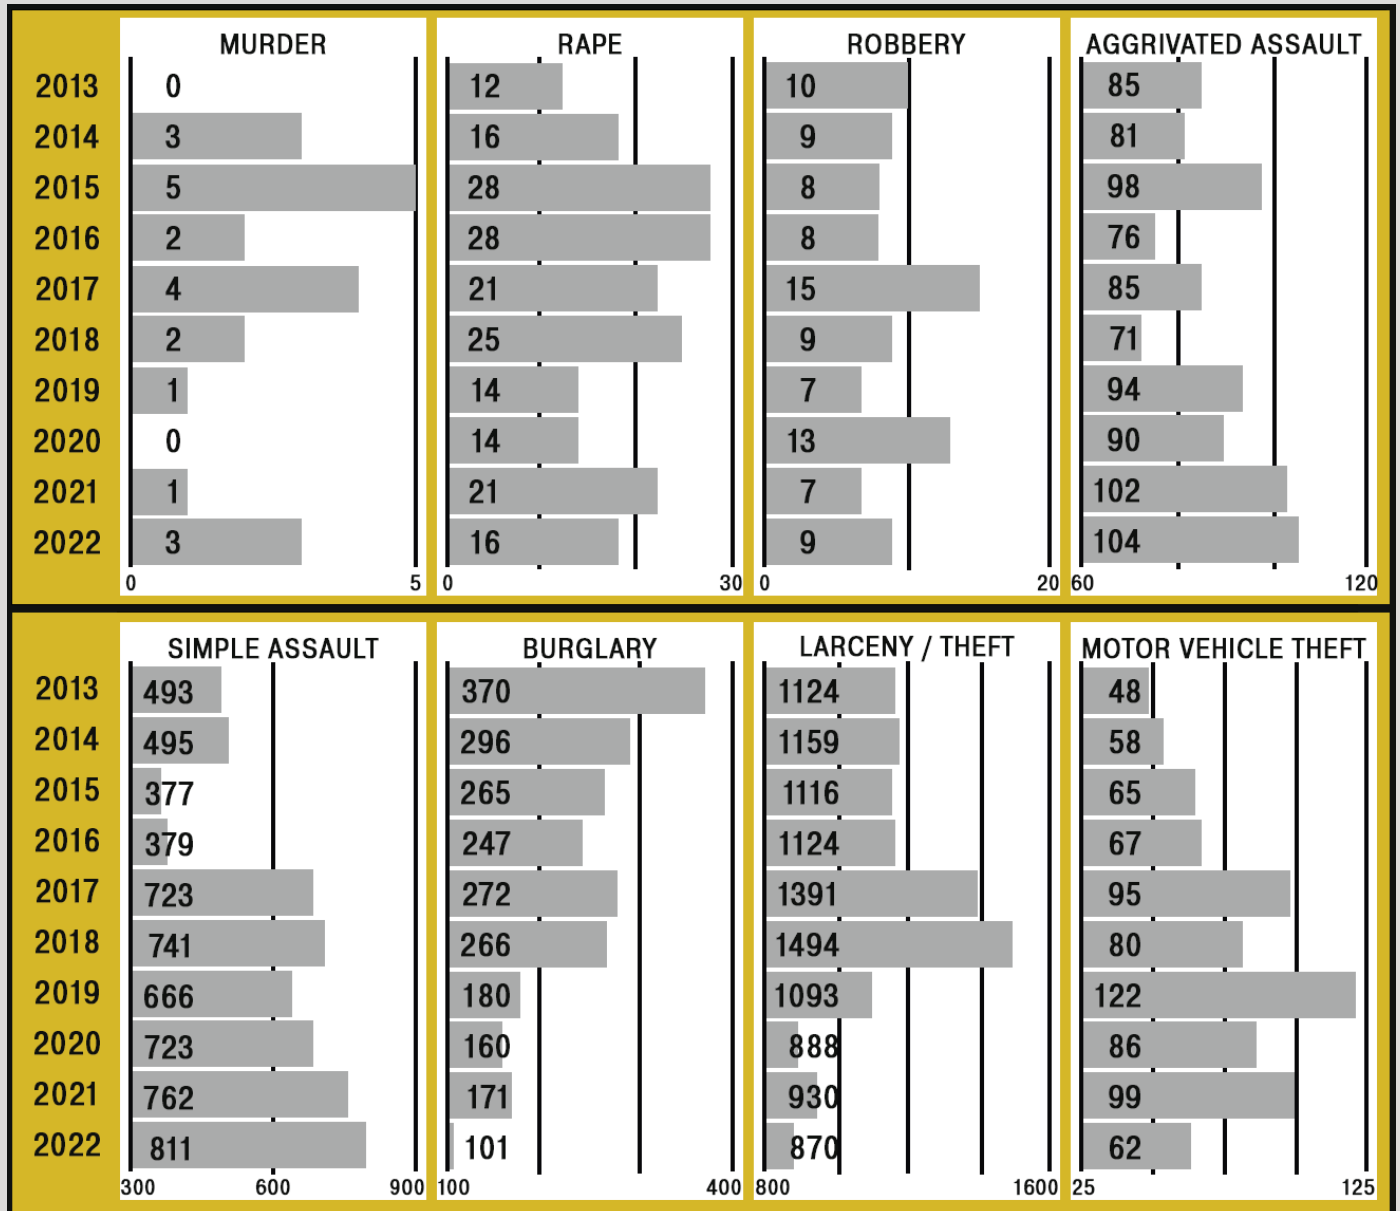 MURDER RAPE ROBBERY AGGRIVATED ASSAULT
2013 0 12 10 85
2014 3 16 9 81
2015 5 28 8 98
2016 2 28 8 76
2017 4 21 15 85
2018 2 25 9 71
2019 1 14 7 94
2020 0 14 13 90
2021 1 21 7 102
2022 3 16 9 104
0 5 0 30 0 20 60 120
SIMPLE ASSAULT BURGLARY LARCENY / THEFT MOTOR VEHICLE THEFT
2013 493 370 1124 48
2014 495 296 1159 58
2015 377 265 1116 65
2016 379 247 1124 67
2017 723 272 1391 95
2018 741 266 1494 80
2019 666 180 1093 122
2020 723 160 888 86
2021 762 171 930 99
2022 811 101 870 62
300 600 900 100 400 800 1600 25 125